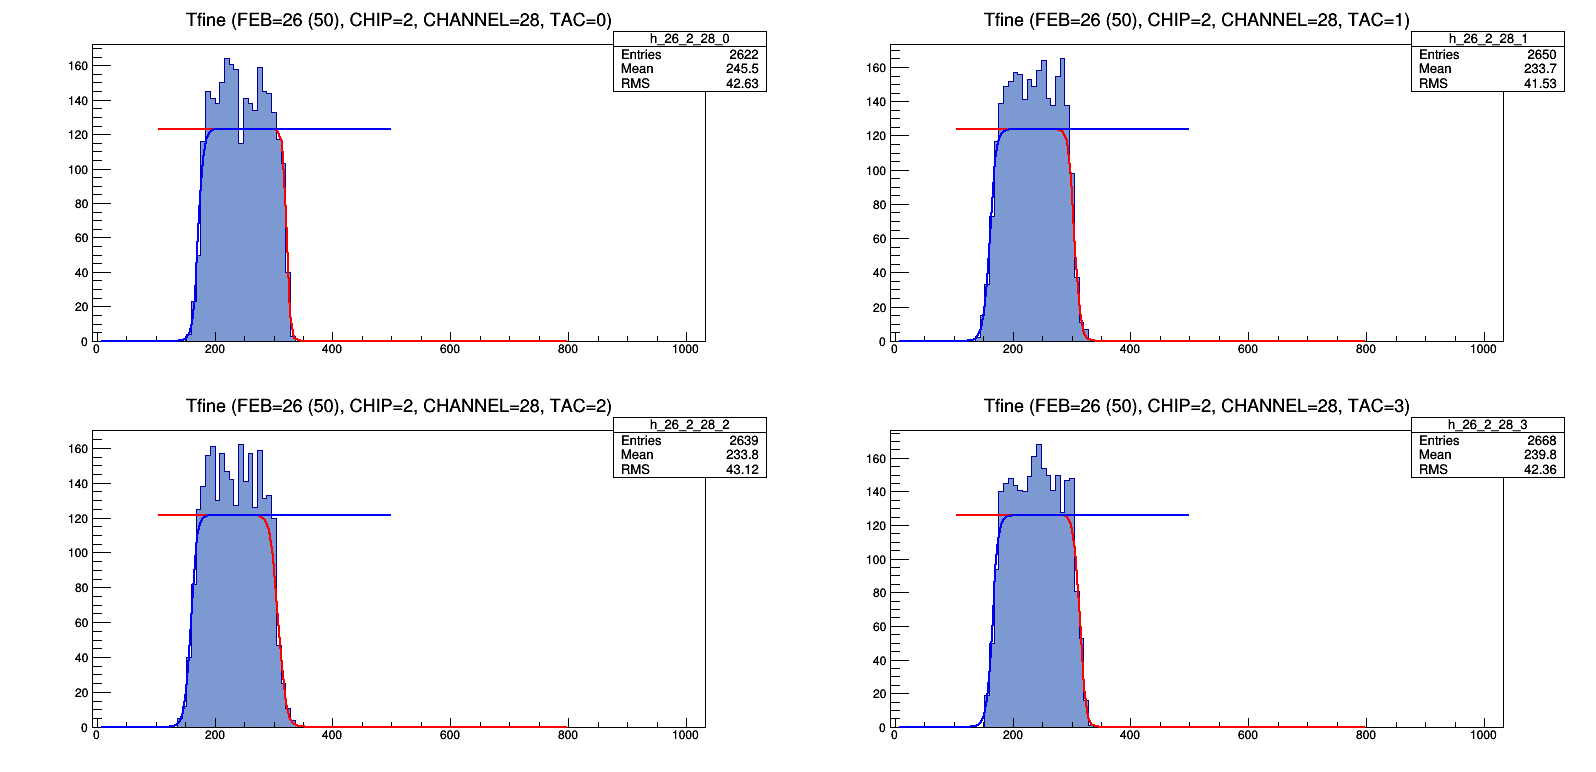 Tfine (FEB=26 (50), CHIP=2, CHANNEL=28, TAC=0)
h_26_2_28_0
Entries 2622
Mean 245.5
RMS 42.63
160
140
120
100
80
60
40
20
0
0 200 400 600 800 1000
Tfine (FEB=26 (50), CHIP=2, CHANNEL=28, TAC=1)
h_26_2_28_1
Entries 2650
Mean 233.7
RMS 41.53
160
140
120
100
80
60
40
20
0
0 200 400 600 800 1000
Tfine (FEB=26 (50), CHIP=2, CHANNEL=28, TAC=2)
h_26_2_28_2
Entries 2639
Mean 233.8
RMS 43.12
160
140
120
100
80
60
40
20
0
0 200 400 600 800 1000
Tfine (FEB=26 (50), CHIP=2, CHANNEL=28, TAC=3)
h_26_2_28_3
Entries 2668
Mean 239.8
RMS 42.36
160
140
120
100
80
60
40
20
0
0 200 400 600 800 1000